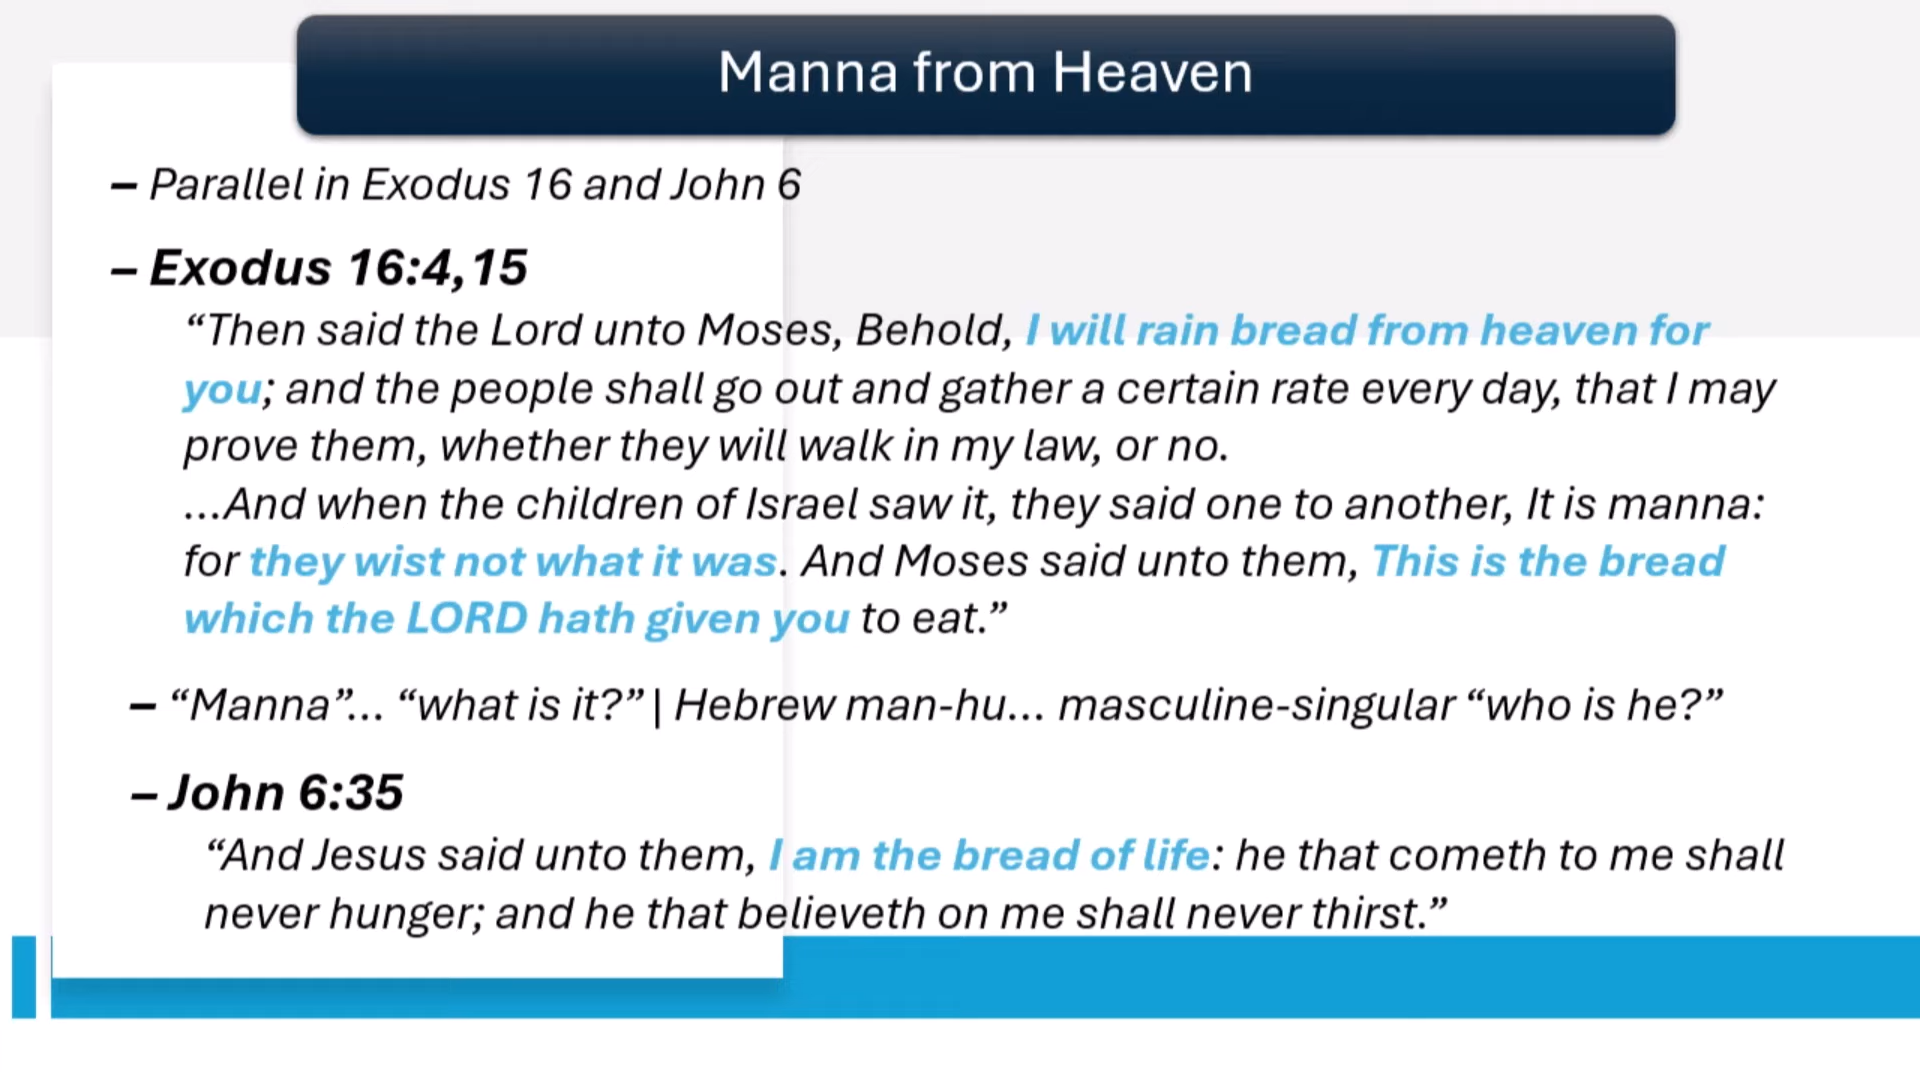 Manna from Heaven
– Parallel in Exodus 16 and John 6
– Exodus 16:4,15
“Then said the Lord unto Moses, Behold, I will rain bread from heaven for
you; and the people shall go out and gather a certain rate every day, that I may
prove them, whether they will walk in my law, or no.
…And when the children of Israel saw it, they said one to another, It is manna:
for they wist not what it was. And Moses said unto them, This is the bread
which the LORD hath given you to eat.”
– “Manna”… “what is it?” | Hebrew man-hu… masculine-singular “who is he?”
– John 6:35
“And Jesus said unto them, I am the bread of life: he that cometh to me shall
never hunger; and he that believeth on me shall never thirst.”